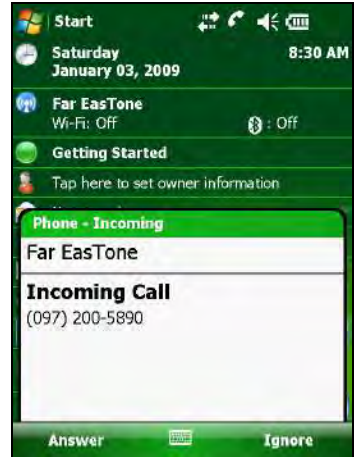 Start
Saturday
8:30 AM
January 03, 2009
Far EasTone
Wi-Fi: Off
: Off
Getting Started
Tap here to set owner information
Phone - Incoming
Far EasTone
Incoming Call
(097) 200-5890
Answer
Ignore